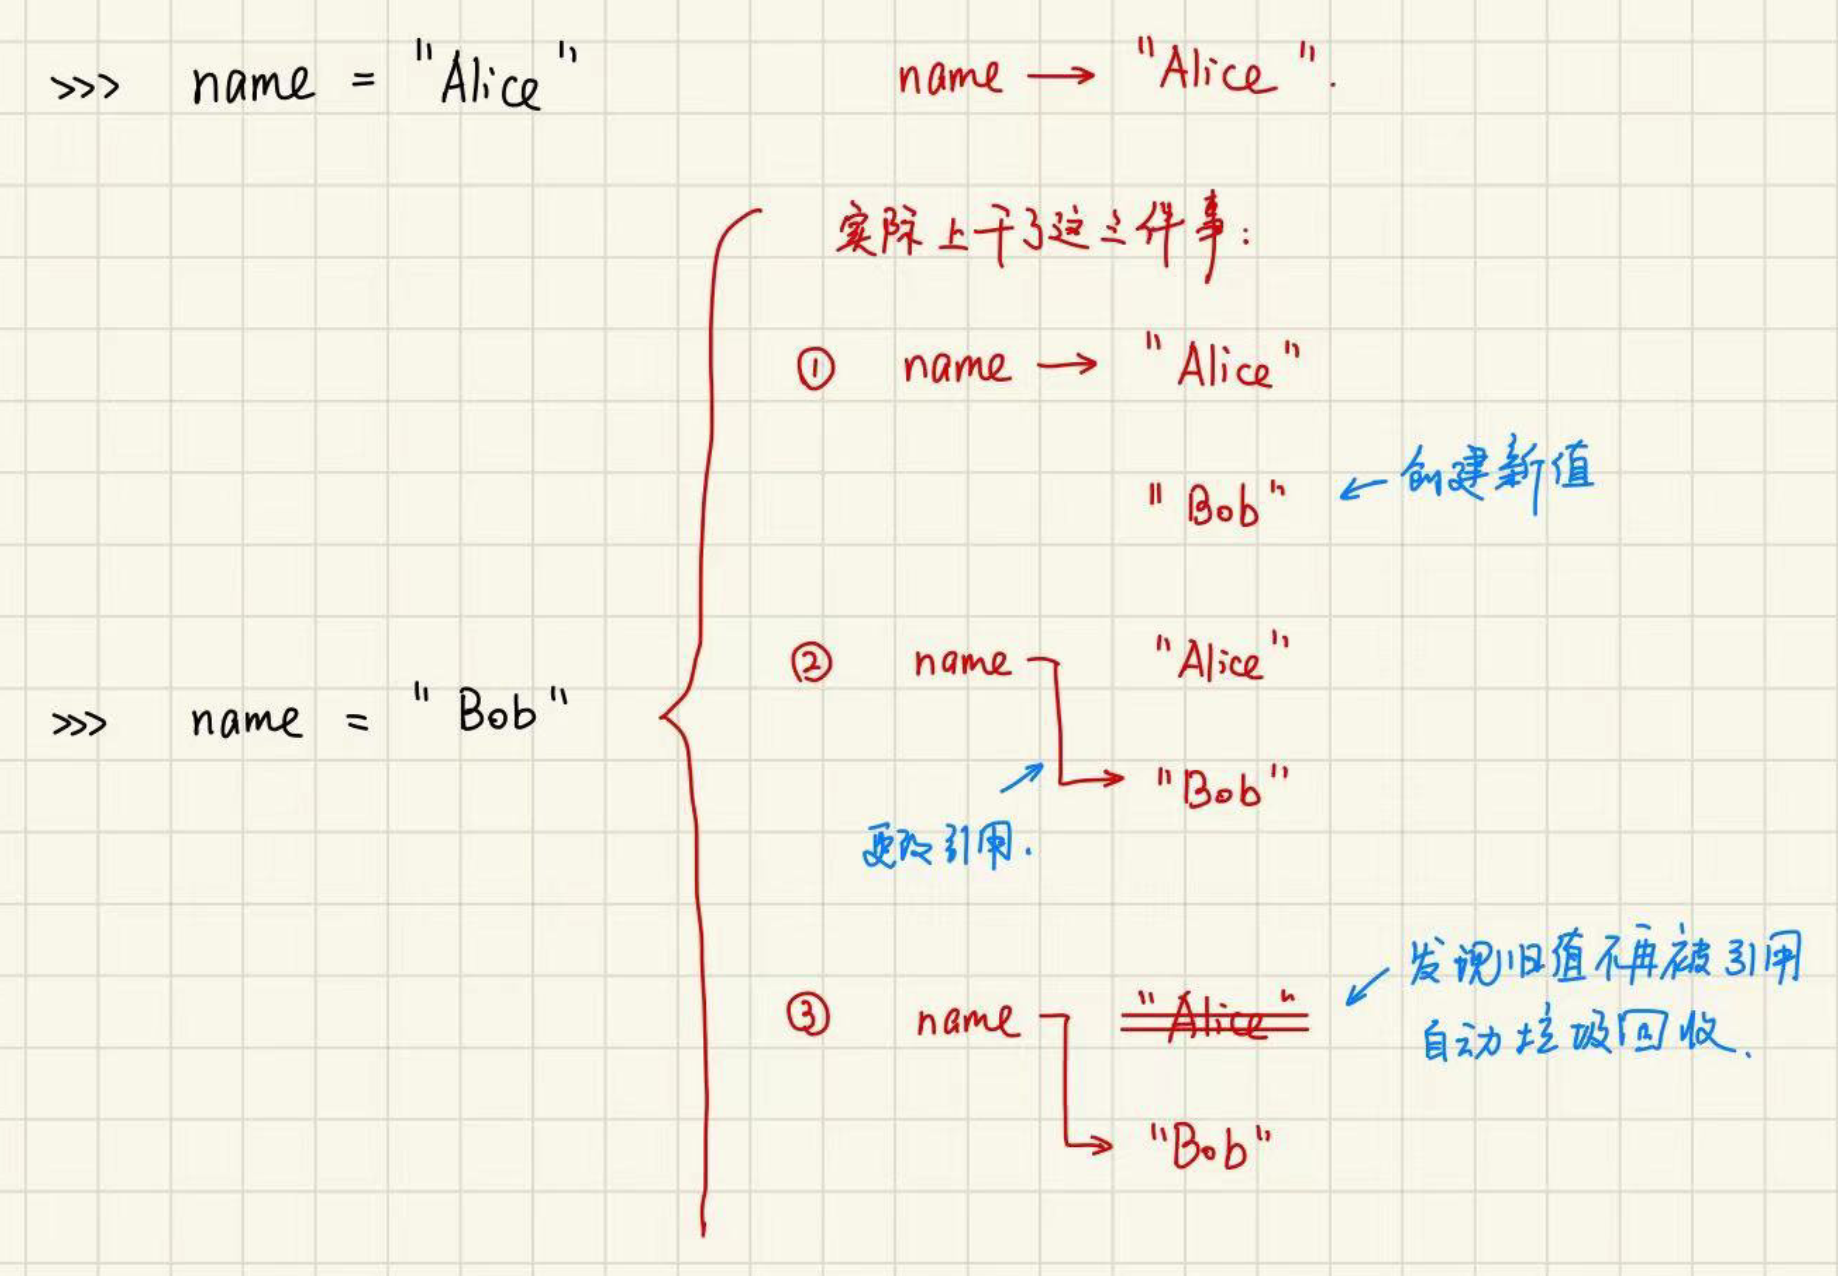 >>> name = "Alice"
name → "Alice".
实际上干了这三件事:
① name → "Alice"
"Bob" ← 创建新值
>>> name = "Bob"
② name "Alice"
→ "Bob"
更改引用.
③ name "Alice"
发现旧值不再被引用
自动垃圾回收.
→ "Bob"